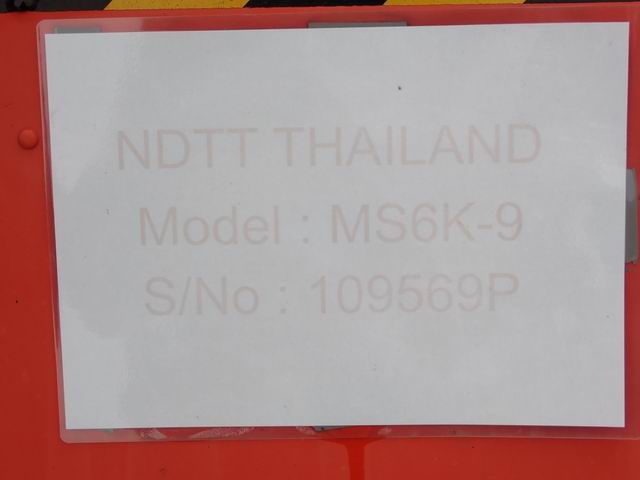 NDTT THAILAND
Model : MS6K-9
S/No : 109569P